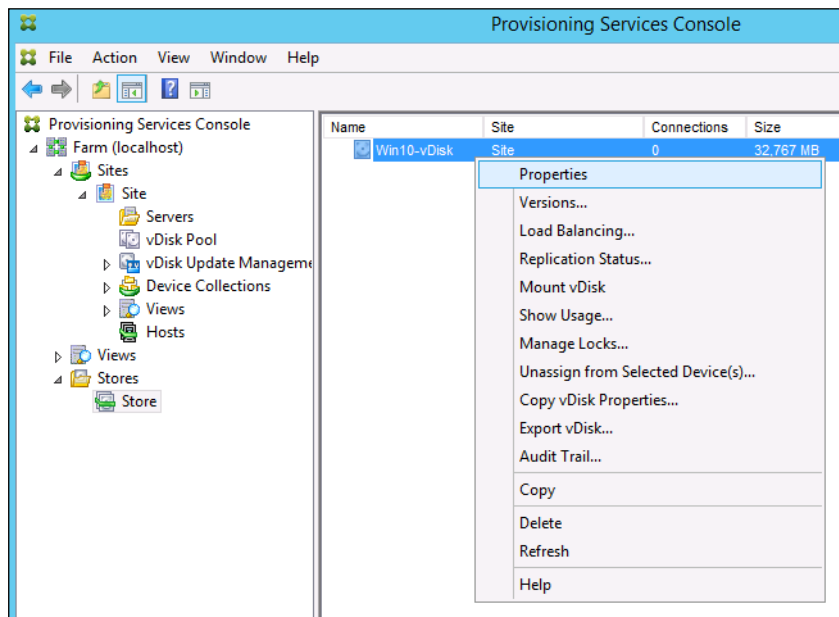 Provisioning Services Console
File Action View Window Help
Provisioning Services Console
Farm (localhost)
Sites
Site
Servers
vDisk Pool
vDisk Update Manageme
Device Collections
Views
Hosts
Views
Stores
Store
Name Site Connections Size
Win10-vDisk Site 0 32,767 MB
Properties
Versions...
Load Balancing...
Replication Status...
Mount vDisk
Show Usage...
Manage Locks...
Unassign from Selected Device(s)...
Copy vDisk Properties...
Export vDisk...
Audit Trail...
Copy
Delete
Refresh
Help